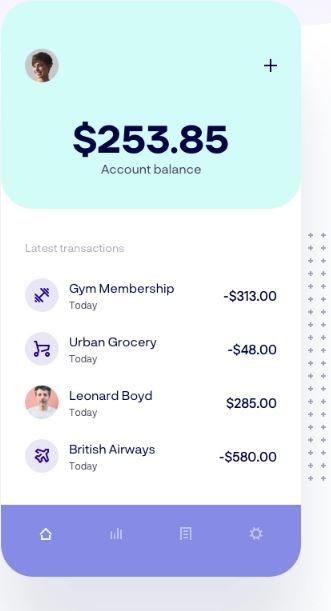 $253.85
Account balance
Latest transactions
Gym Membership
Today
-$313.00
Urban Grocery
Today
-$48.00
Leonard Boyd
Today
$285.00
British Airways
Today
-$580.00